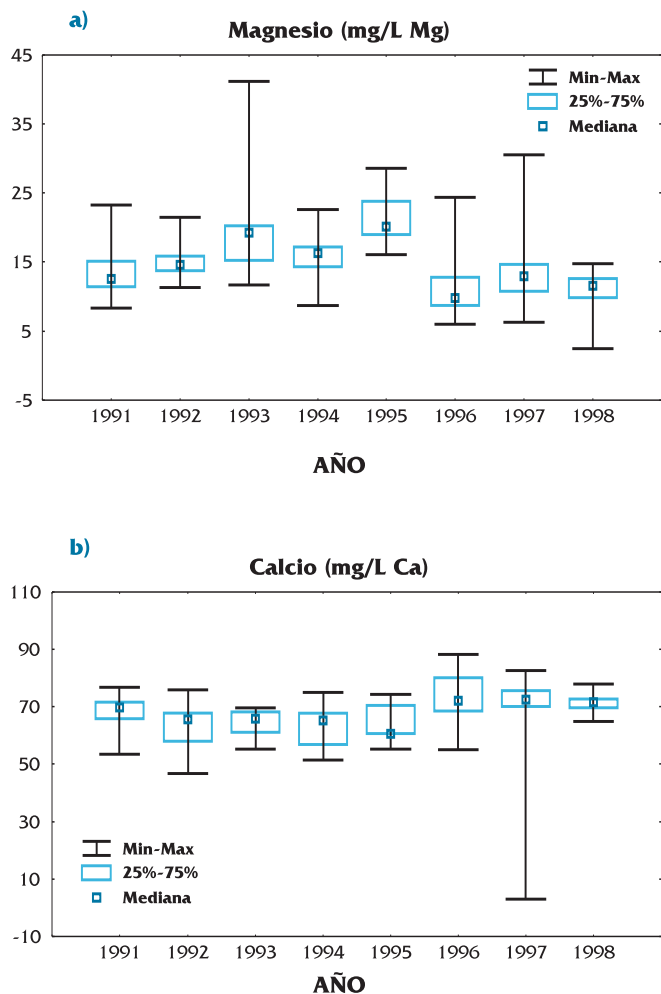 a)
Magnesio (mg/L Mg)
45
35
25
15
5
-5
Min-Max
25%-75%
Mediana
1991 1992 1993 1994 1995 1996 1997 1998
AÑO
b)
Calcio (mg/L Ca)
110
90
70
50
30
10
-10
Min-Max
25%-75%
Mediana
1991 1992 1993 1994 1995 1996 1997 1998
AÑO